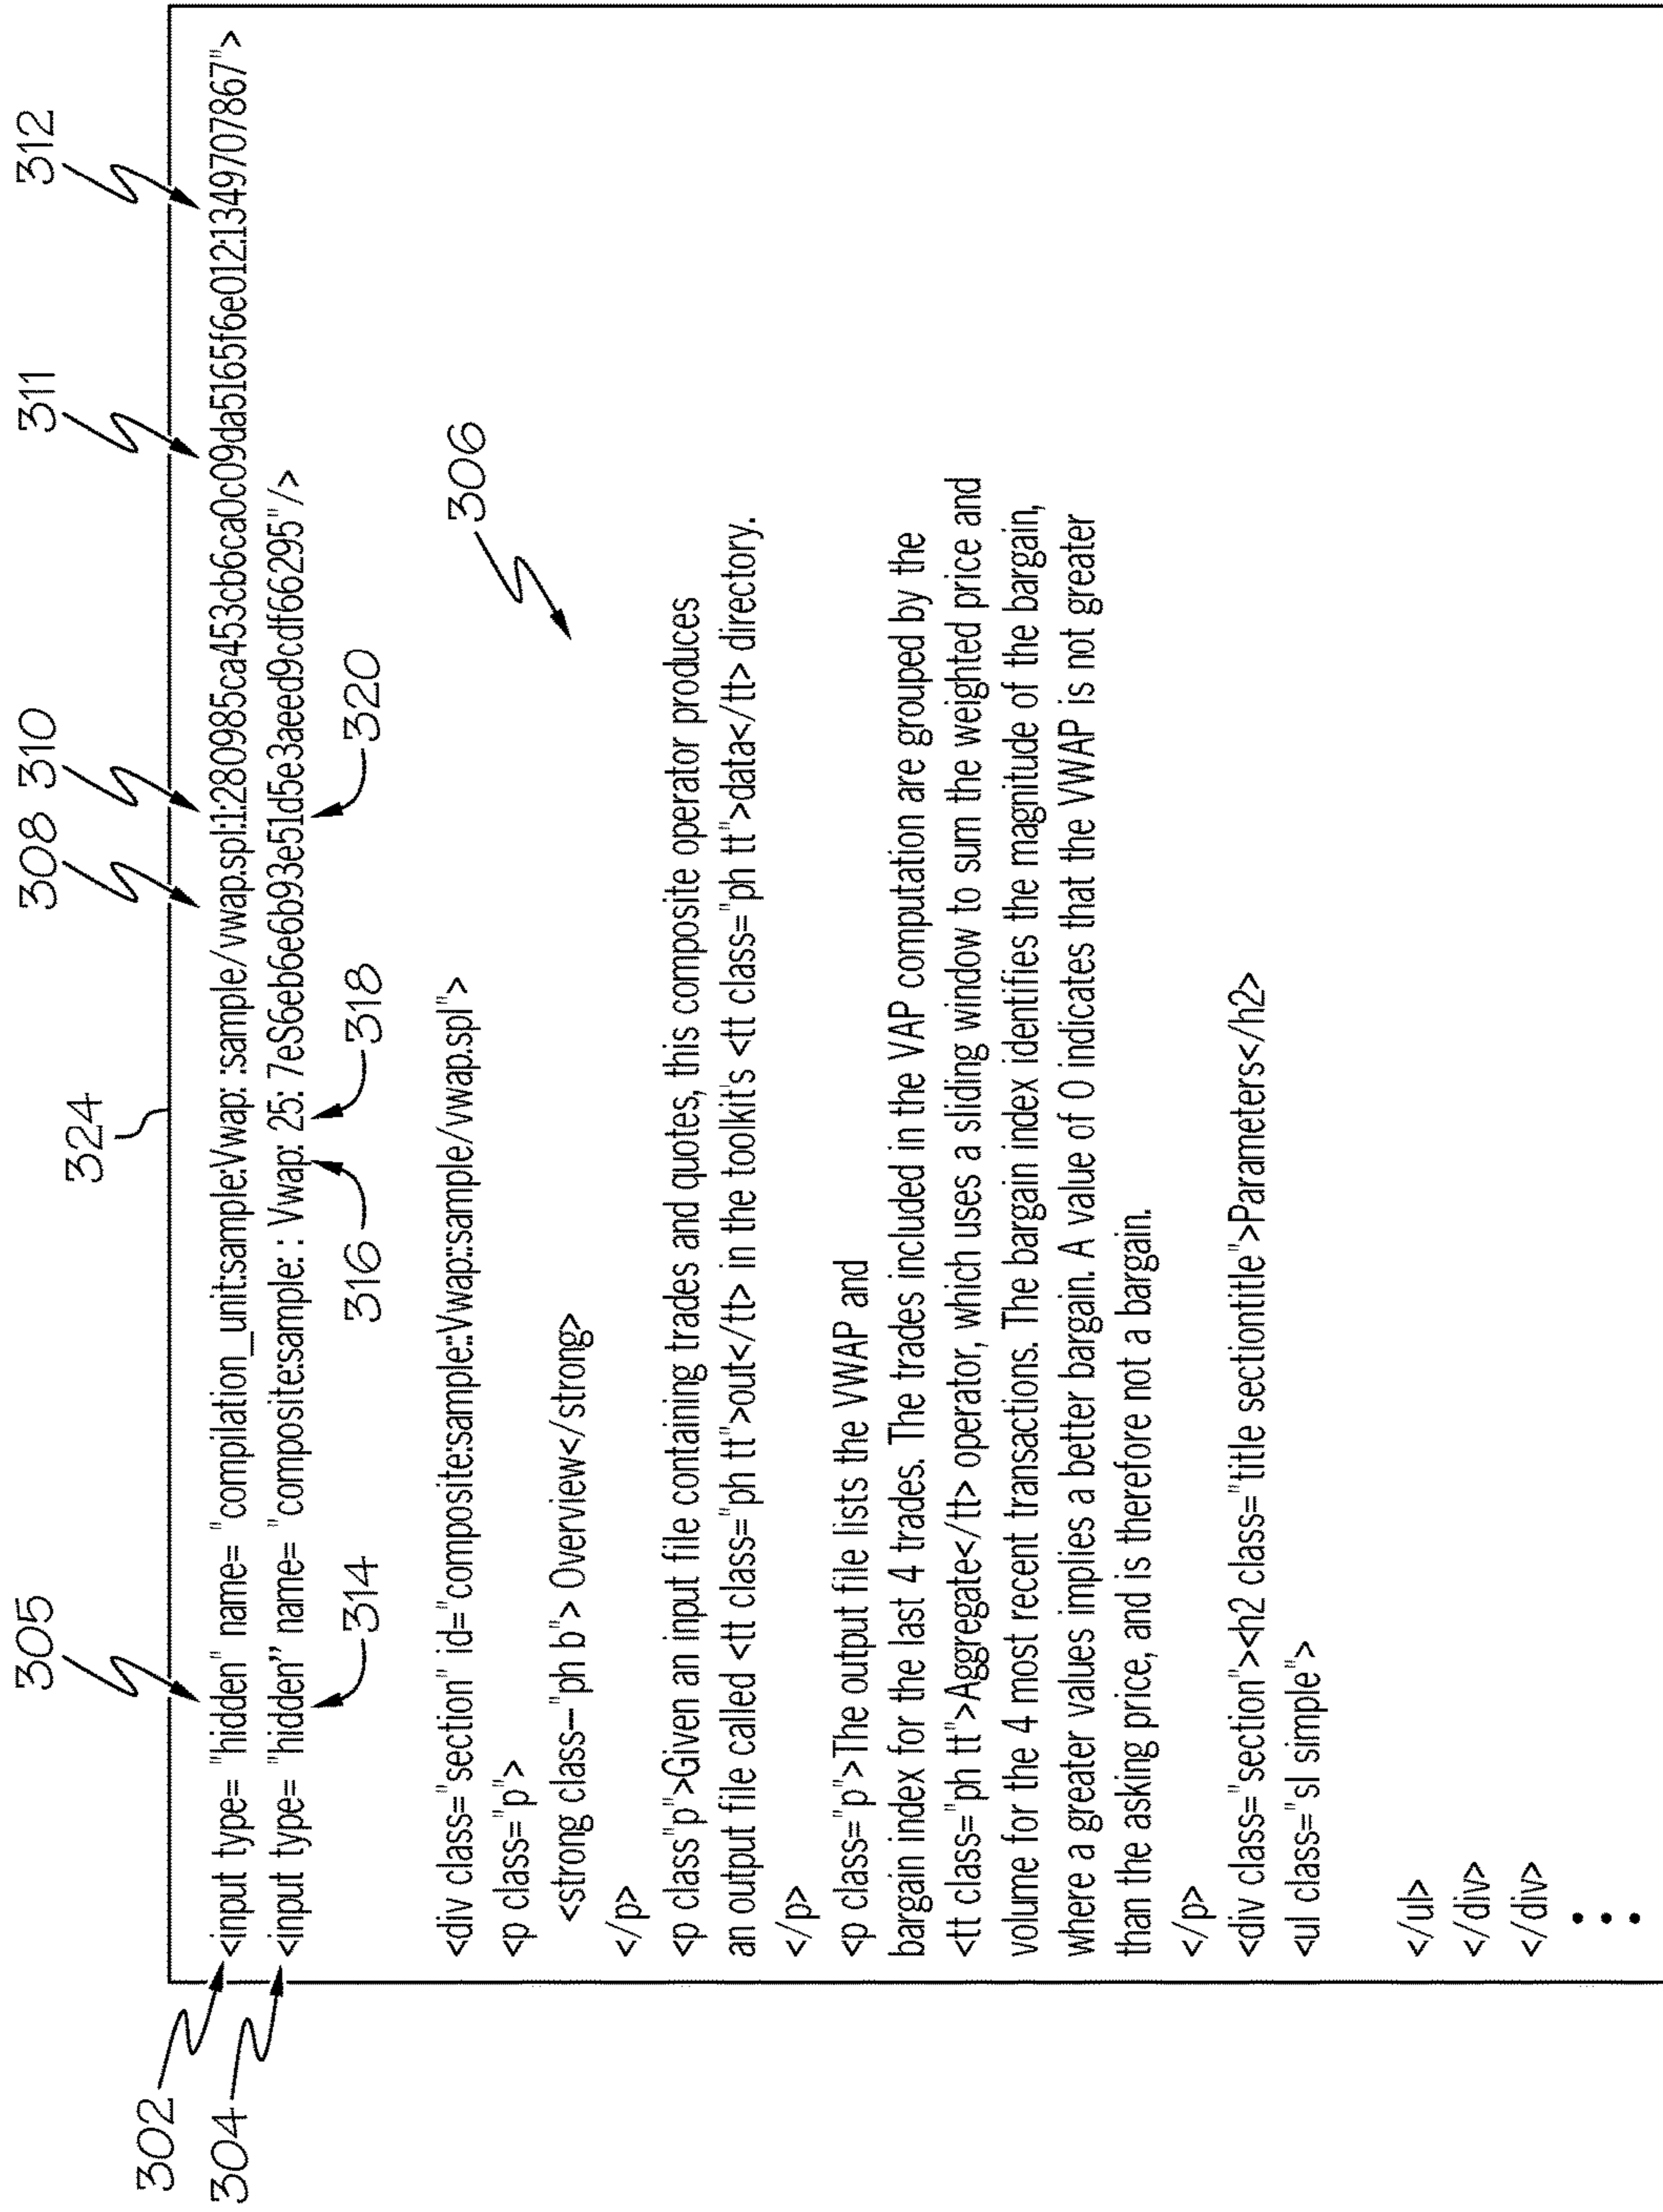 305 308 310 311 312
324
302
<input type= "hidden" name= "compilation_unit:sample:Vwap: :sample/vwap.spl:1:280985ca453cb6ca0c09da5165f6e012:1349707867">
304
<input type= "hidden" name= "composite:sample: : Vwap: 25: 7eS6eb6e6b93e51d5e3aeed9cdf66295"/>
314 316 318 320
306
<div class="section" id="composite:sample::Vwap::sample/vwap.spl">
<p class="p">
<strong class–"ph b"> Overview</strong>
</p>
<p class"p">Given an input file containing trades and quotes, this composite operator produces
an output file called <tt class="ph tt">out</tt> in the toolkit's <tt class="ph tt">data</tt> directory.
</p>
<p class="p">The output file lists the VWAP and
bargain index for the last 4 trades. The trades included in the VAP computation are grouped by the
<tt class="ph tt">Aggregate</tt> operator, which uses a sliding window to sum the weighted price and
volume for the 4 most recent transactions. The bargain index identifies the magnitude of the bargain,
where a greater values implies a better bargain. A value of 0 indicates that the VWAP is not greater
than the asking price, and is therefore not a bargain.
</p>
<div class="section"><h2 class="title sectiontitle">Parameters</h2>
<ul class="sl simple">
</ul>
</div>
</div>
•••